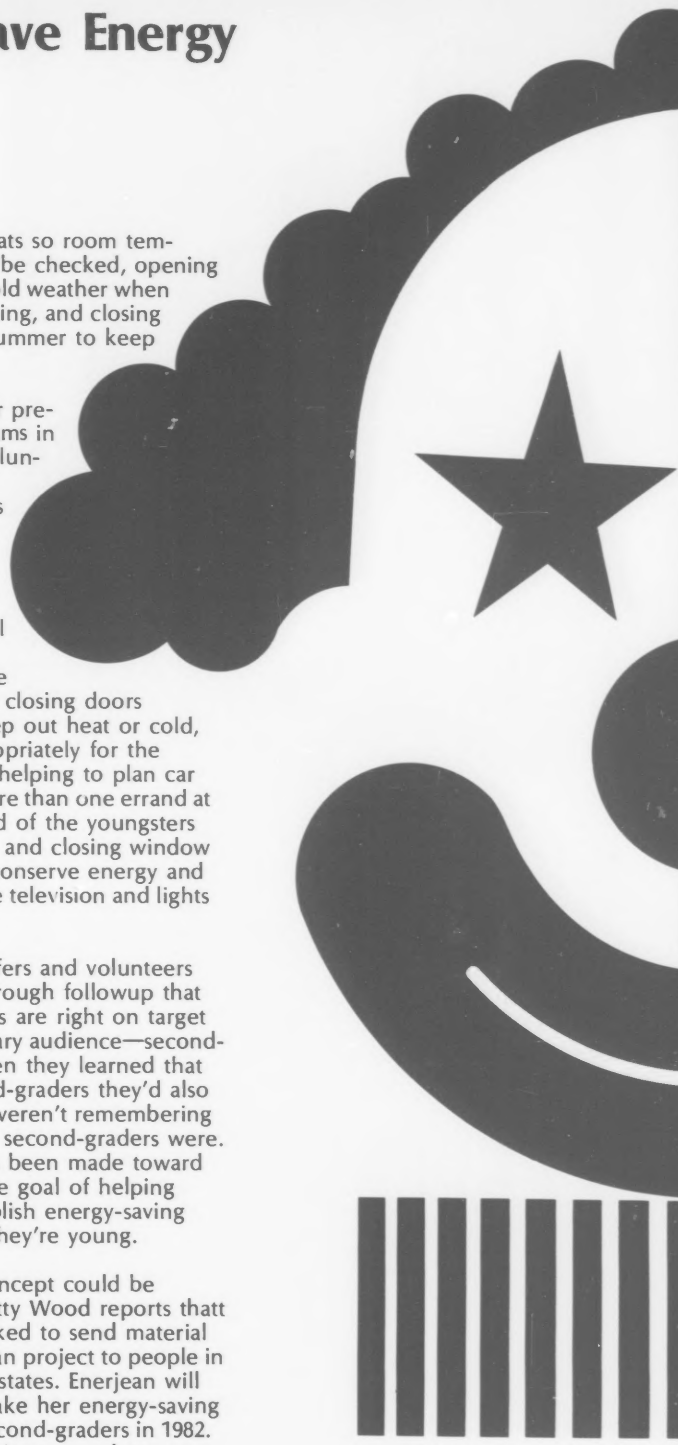 ave Energy
ats so room tem-
be checked, opening
ld weather when
ing, and closing
ummer to keep
r pre-
ms in
lun-
s
l
e
closing doors
p out heat or cold,
opriately for the
helping to plan car
re than one errand at
d of the youngsters
and closing window
onserve energy and
e television and lights
fers and volunteers
rough followup that
s are right on target
ary audience—second-
en they learned that
d-graders they'd also
weren't remembering
second-graders were.
been made toward
e goal of helping
lish energy-saving
hey're young.
ncept could be
tty Wood reports thatt
ked to send material
an project to people in
states. Enerjean will
ake her energy-saving
cond-graders in 1982.